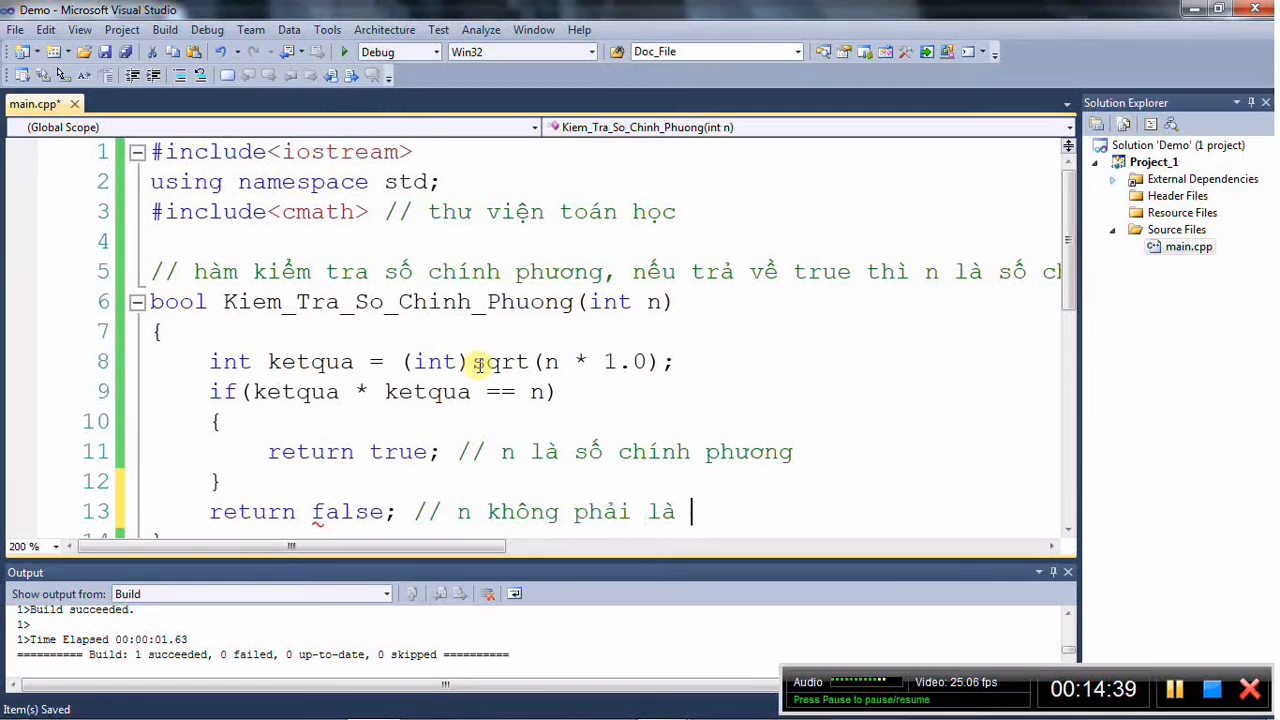 Demo - Microsoft Visual Studio
File Edit View Project Build Debug Team Data Tools Architecture Test Analyze Window Help
Debug Win32 Doc_File
main.cpp*
Solution Explorer
(Global Scope) Kiem_Tra_So_Chinh_Phuong(int n)
Solution 'Demo' (1 project)
Project_1
External Dependencies
Header Files
Resource Files
Source Files
main.cpp
1 #include<iostream>
2 using namespace std;
3 #include<cmath> // thư viện toán học
4
5 // hàm kiểm tra số chính phương, nếu trả về true thì n là số
6 bool Kiem_Tra_So_Chinh_Phuong(int n)
7 {
8 int ketqua = (int)sqrt(n * 1.0);
9 if(ketqua * ketqua == n)
10 {
11 return true; // n là số chính phương
12 }
13 return false; // n không phải là
200 %
Output
Show output from: Build
1>Build succeeded.
1>
1>Time Elapsed 00:00:01.63
========== Build: 1 succeeded, 0 failed, 0 up-to-date, 0 skipped ==========
Audio Video: 25.06 fps
Press Pause to pause/resume
00:14:39
Item(s) Saved